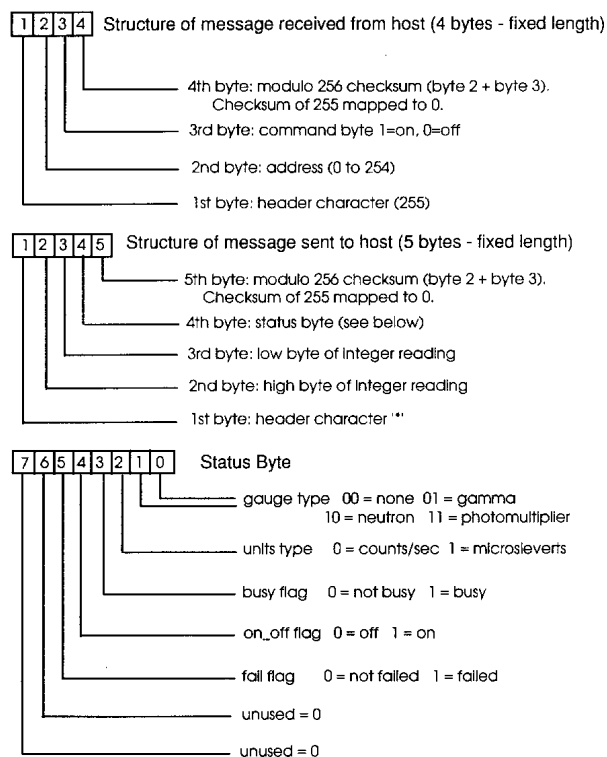 1 2 3 4 Structure of message received from host (4 bytes - fixed length)
4th byte: modulo 256 checksum (byte 2 + byte 3).
Checksum of 255 mapped to 0.
3rd byte: command byte 1=on, 0=off
2nd byte: address (0 to 254)
1st byte: header character (255)
1 2 3 4 5 Structure of message sent to host (5 bytes - fixed length)
5th byte: modulo 256 checksum (byte 2 + byte 3).
Checksum of 255 mapped to 0.
4th byte: status byte (see below)
3rd byte: low byte of integer reading
2nd byte: high byte of integer reading
1st byte: header character '*'
7 6 5 4 3 2 1 0 Status Byte
gauge type 00 = none 01 = gamma
10 = neutron 11 = photomultiplier
units type 0 = counts/sec 1 = microsieverts
busy flag 0 = not busy 1 = busy
on_off flag 0 = off 1 = on
fail flag 0 = not failed 1 = failed
unused = 0
unused = 0